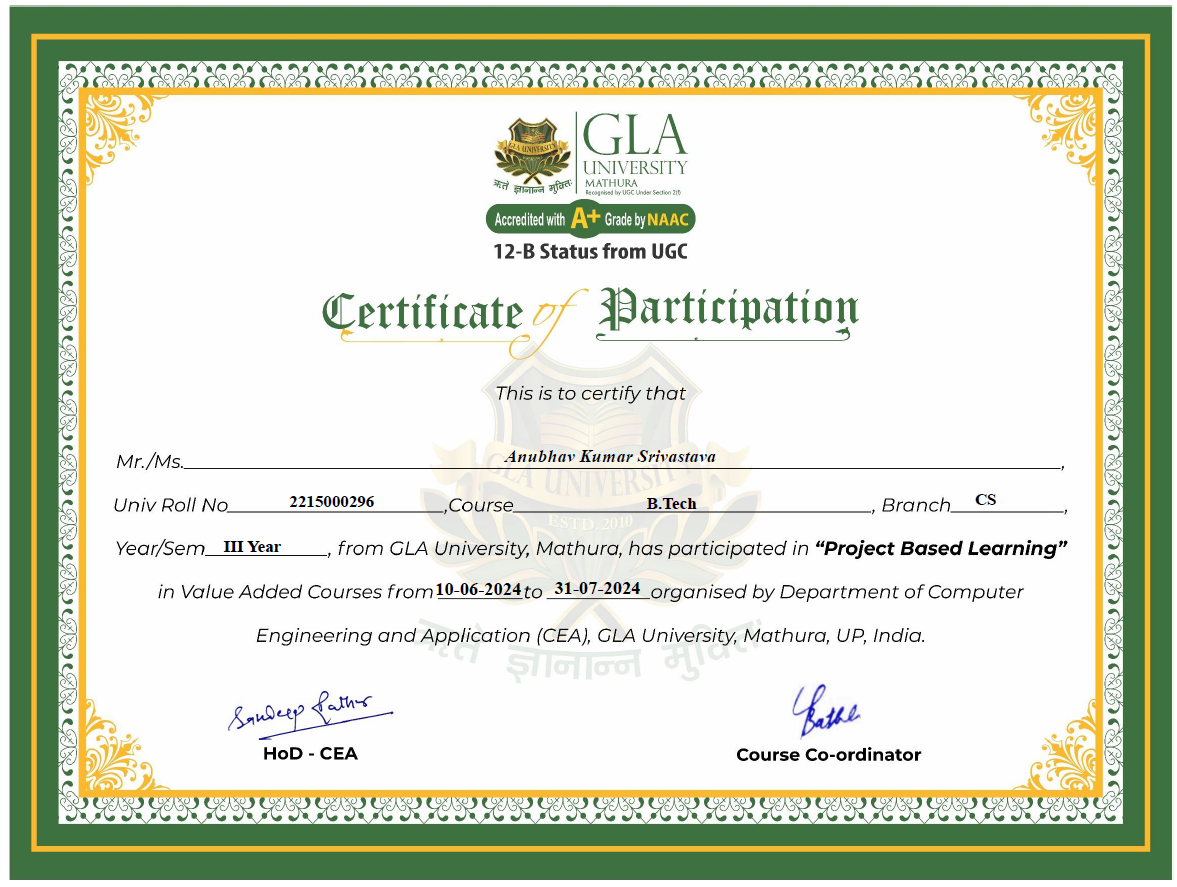 GLA UNIVERSITY
ऋते ज्ञानान्न मुक्तिः
GLA
UNIVERSITY
MATHURA
Recognised by UGC Under Section 2(f)
Accredited with A+ Grade by NAAC
12-B Status from UGC
Certificate of Participation
This is to certify that
Mr./Ms. Anubhav Kumar Srivastava,
GLA UNIVERSITY
Univ Roll No 2215000296, Course B.Tech, Branch CS,
ESTD. 2010
Year/Sem III Year, from GLA University, Mathura, has participated in “Project Based Learning”
in Value Added Courses from 10-06-2024 to 31-07-2024 organised by Department of Computer
Engineering and Application (CEA), GLA University, Mathura, UP, India.
ऋते ज्ञानान्न मुक्तिः
Sandeep Rathor
HoD - CEA
Course Co-ordinator